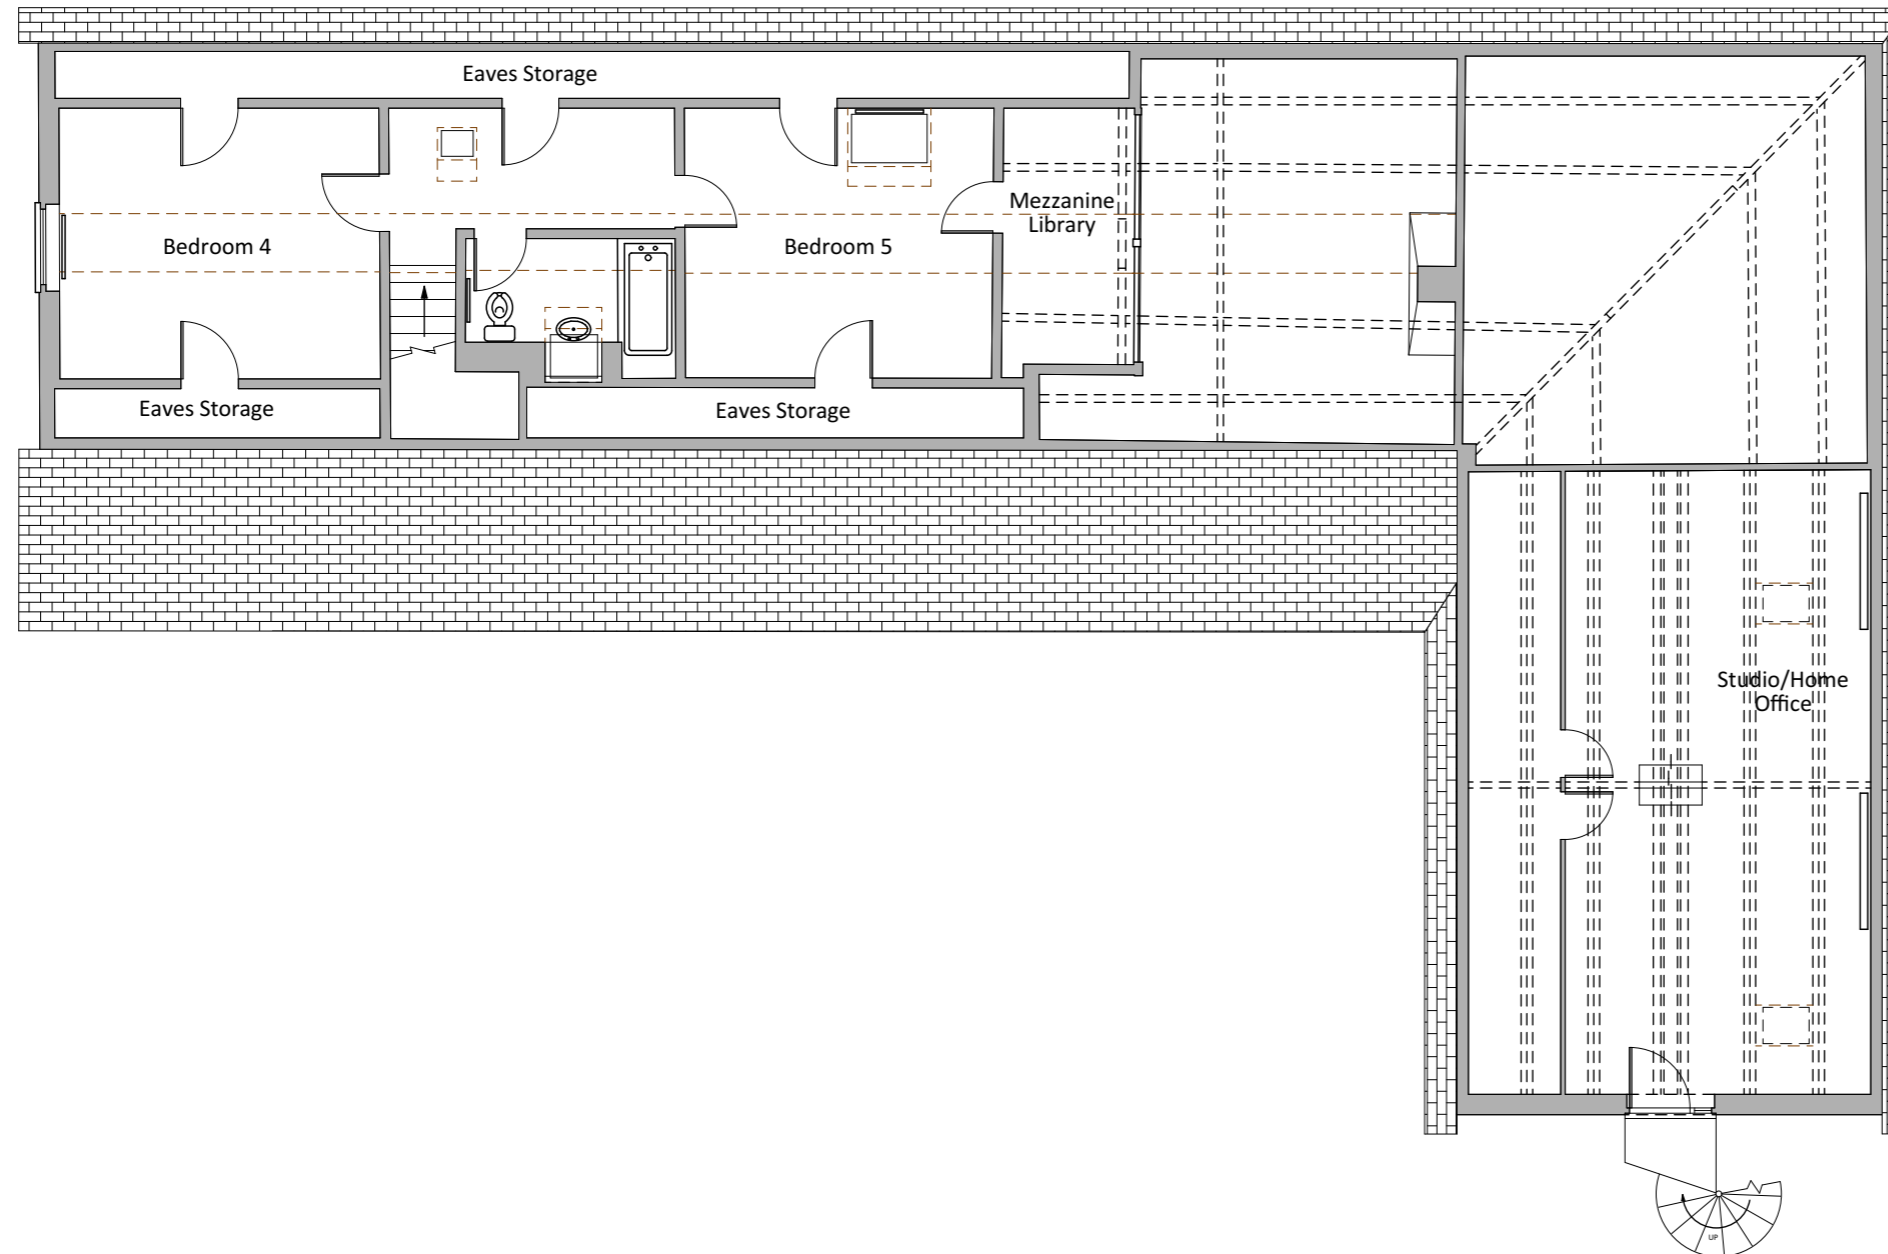 Eaves Storage
Mezzanine
Library
Bedroom 4
Bedroom 5
Eaves Storage
Eaves Storage
Studio/Home
Office
UP